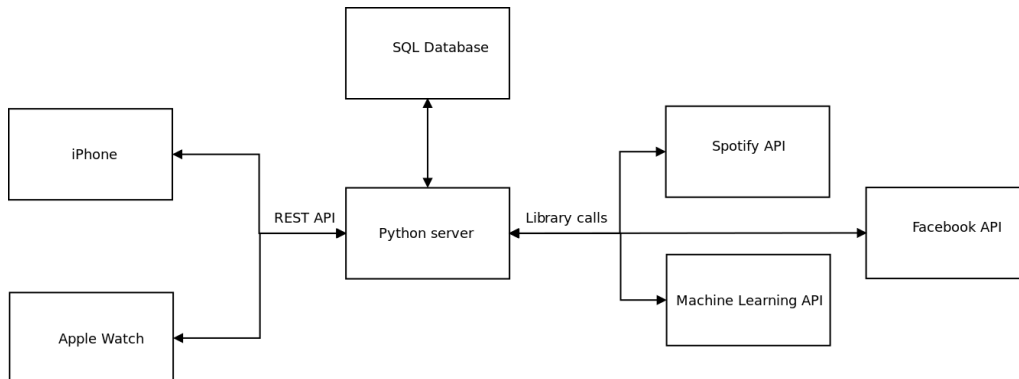 SQL Database
iPhone
Spotify API
REST API
Python server
Library calls
Facebook API
Machine Learning API
Apple Watch